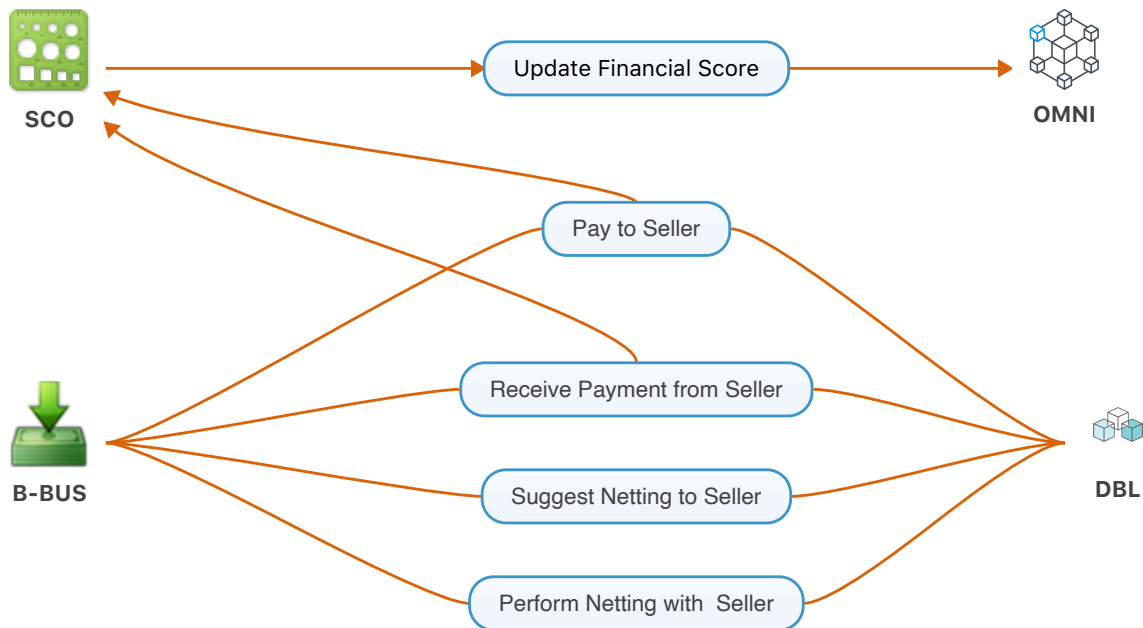 Update Financial Score
SCO
OMNI
Pay to Seller
Receive Payment from Seller
B-BUS
Suggest Netting to Seller
DBL
Perform Netting with  Seller